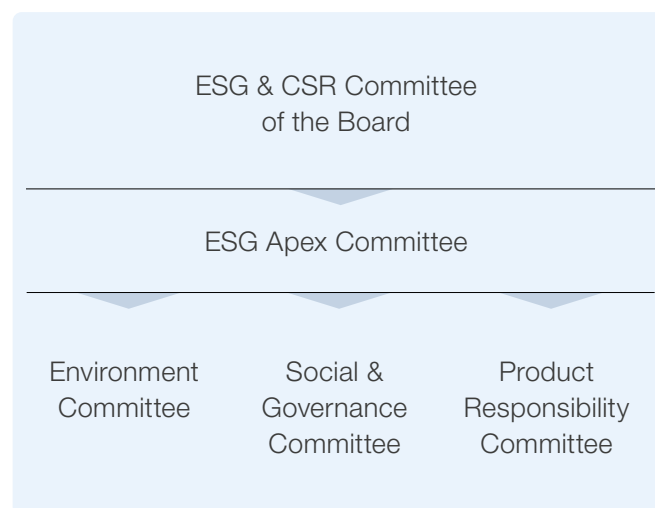 ESG & CSR Committee
of the Board
ESG Apex Committee
Environment
Committee
Social &
Governance
Committee
Product
Responsibility
Committee